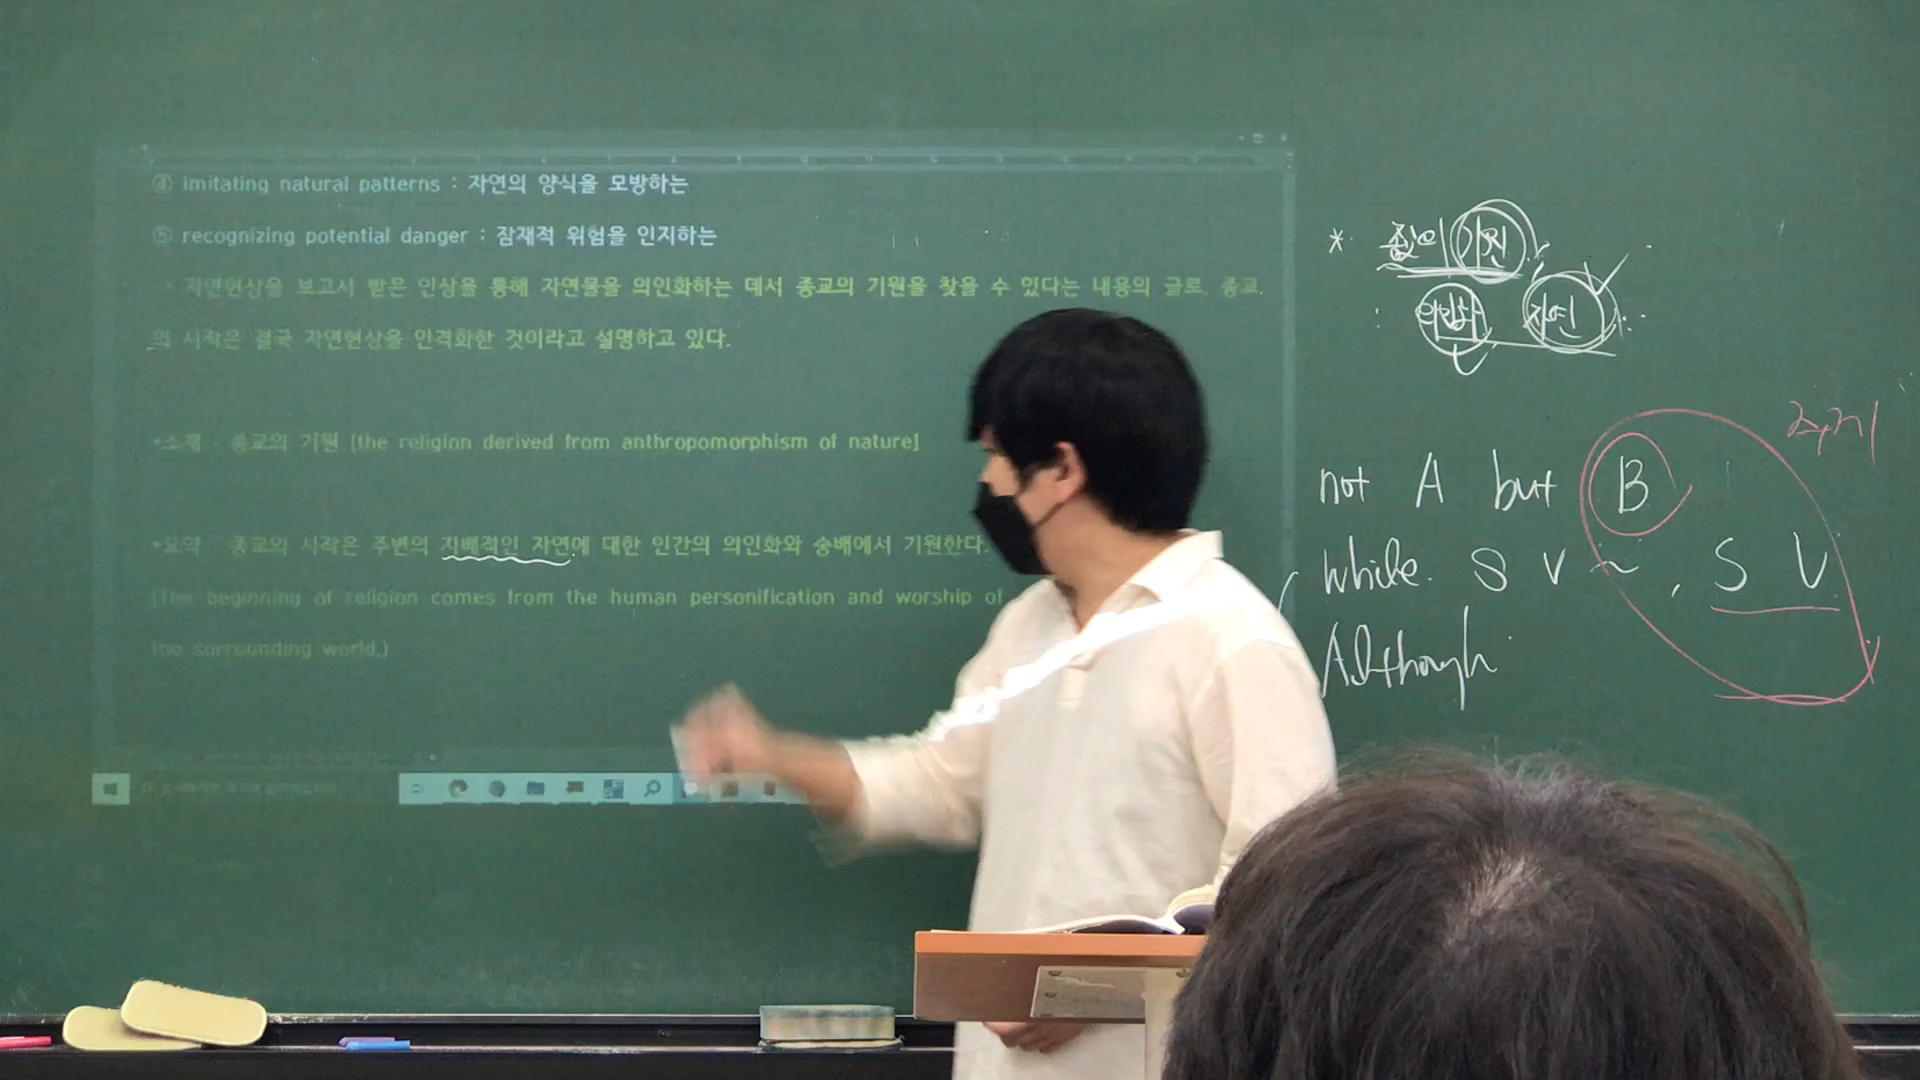 ④ imitating natural patterns : 자연의 양식을 모방하는
⑤ recognizing potential danger : 잠재적 위험을 인지하는
자연현상을 보고서 받은 인상을 통해 자연물을 의인화하는 데서 종교의 기원을 찾을 수 있다는 내용의 글로, 종교
의 시작은 결국 자연현상을 인격화한 것이라고 설명하고 있다.
*소재 : 종교의 기원 [the religion derived from anthropomorphism of nature]
*요약 : 종교의 시작은 주변의 지배적인 자연에 대한 인간의 의인화와 숭배에서 기원한다.
(The beginning of religion comes from the human personification and worship of
the surrounding world.)
* 종교의 기원
: 의인화 자연
not A but B
while S V ~ , S V
Although